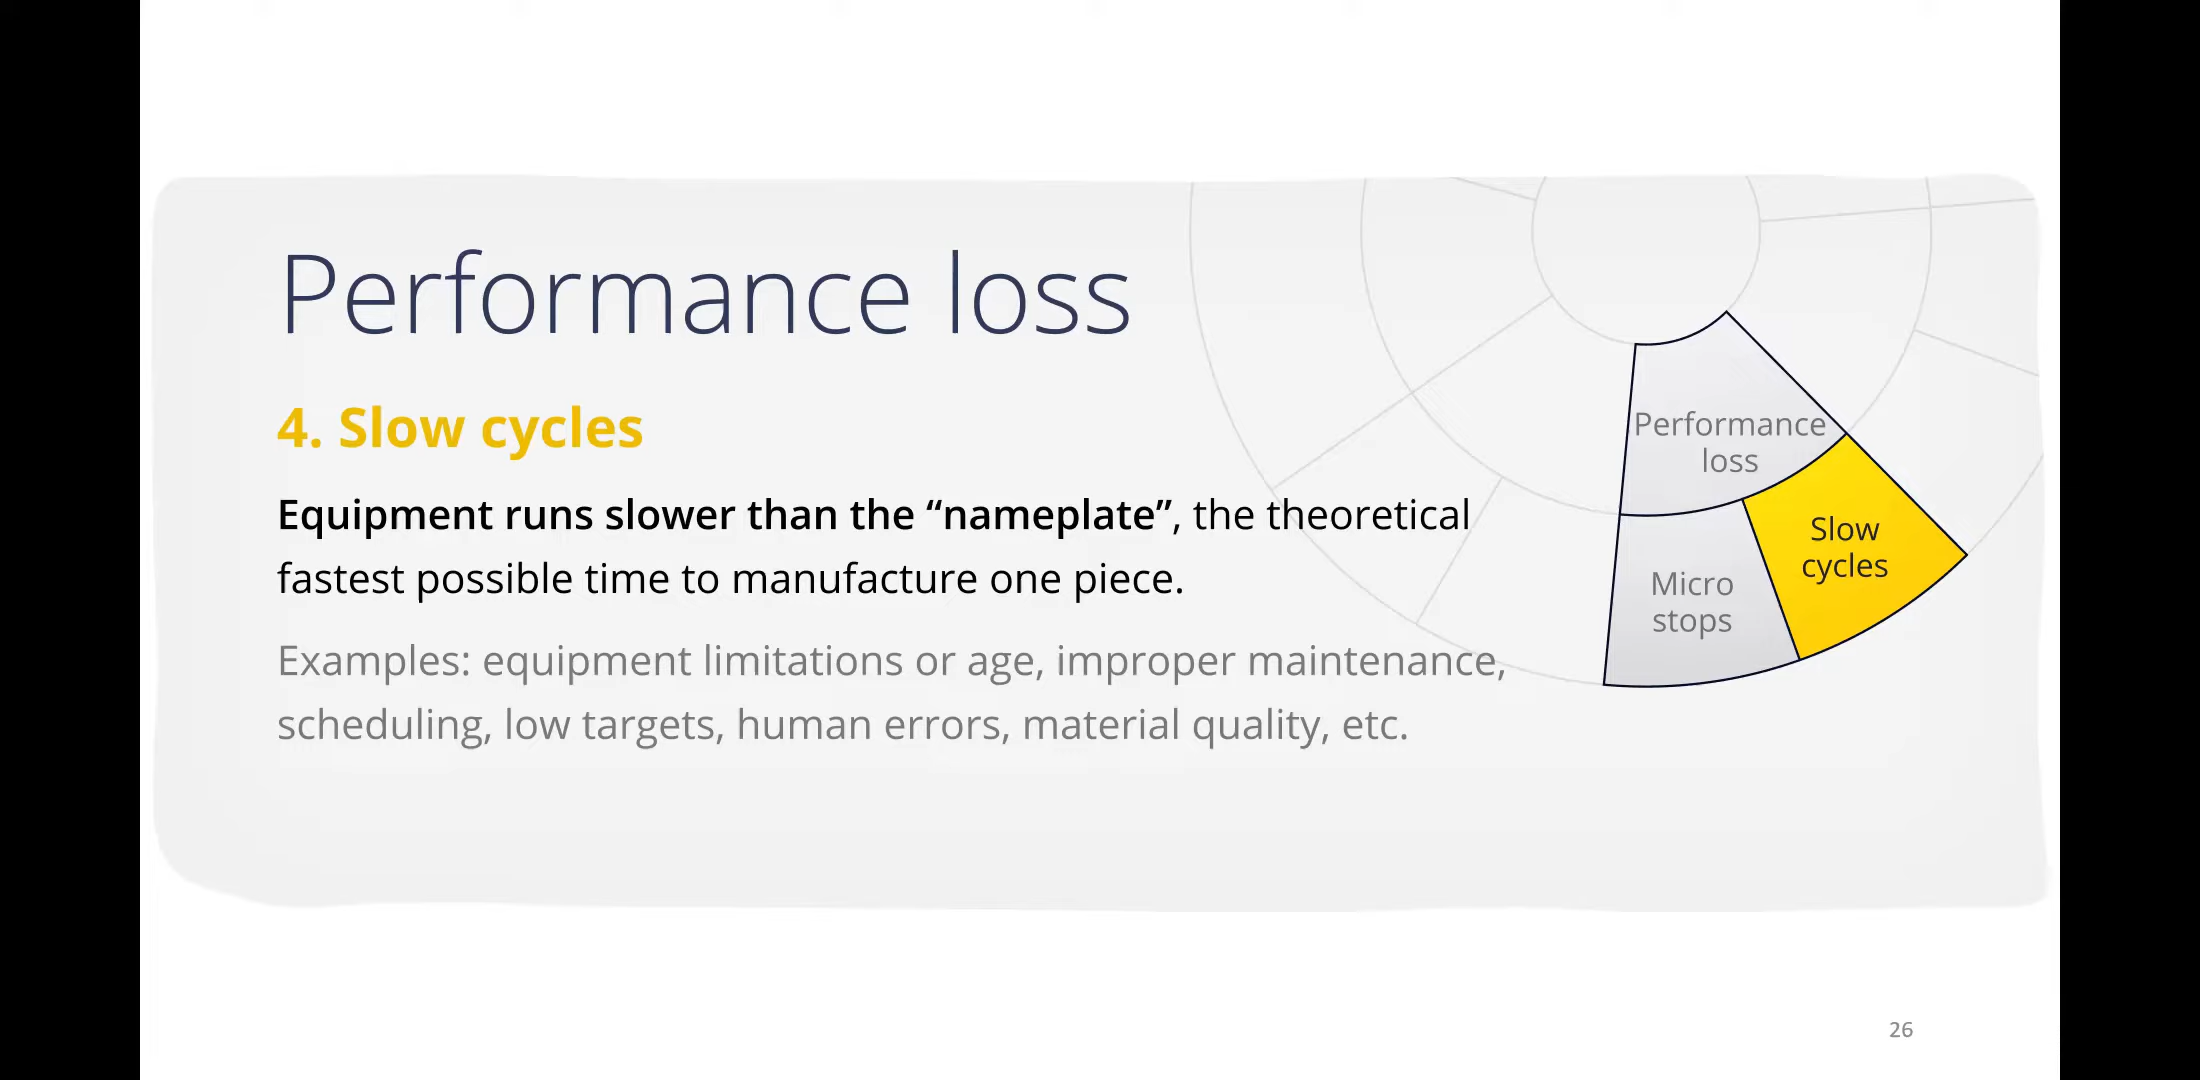 Performance loss
4. Slow cycles
Equipment runs slower than the “nameplate”, the theoretical
fastest possible time to manufacture one piece.
Examples: equipment limitations or age, improper maintenance,
scheduling, low targets, human errors, material quality, etc.
Performance
loss
Slow
cycles
Micro
stops
26